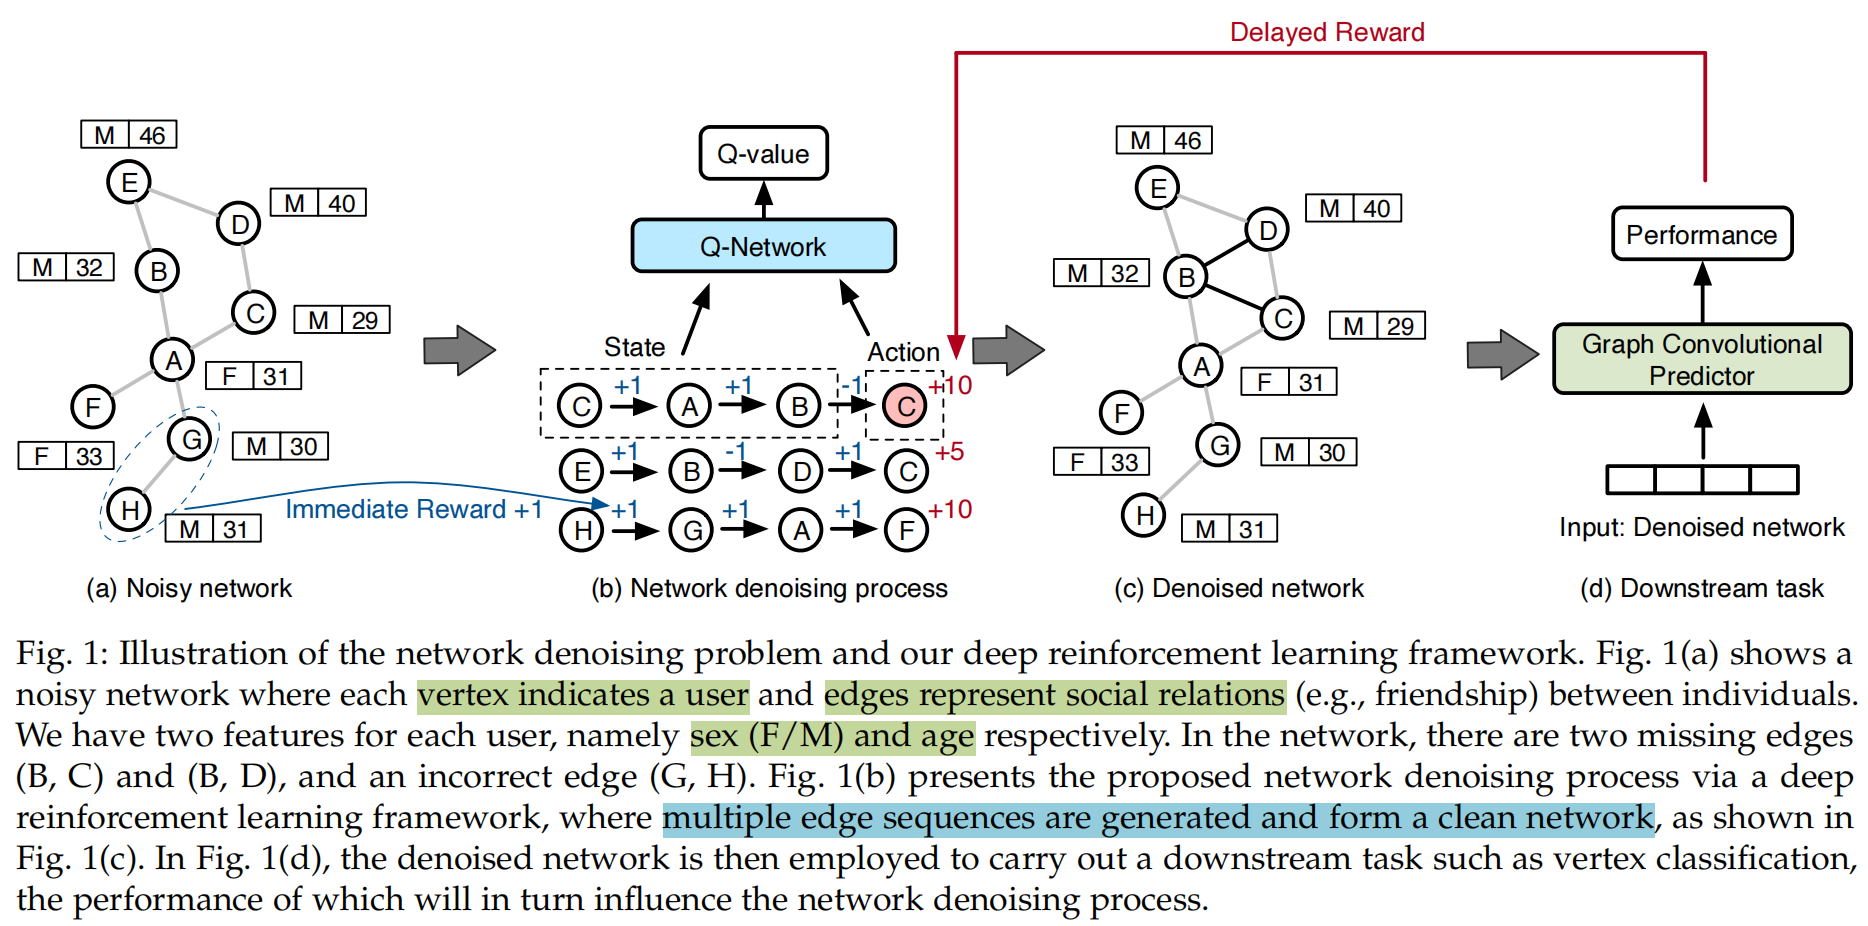 Delayed Reward
M 46
E
M 40
D
M 32
B
C
M 29
A
F 31
F
F 33
G
M 30
H
M 31
(a) Noisy network
Q-value
Q-Network
State
Action
C +1 A +1 B -1 C +10
E +1 B -1 D +1 C +5
Immediate Reward +1
H +1 G +1 A +1 F +10
(b) Network denoising process
M 46
E
M 40
D
M 32
B
C
M 29
A
F 31
F
F 33
G
M 30
H
M 31
(c) Denoised network
Performance
Graph Convolutional
Predictor
Input: Denoised network
(d) Downstream task
Fig. 1: Illustration of the network denoising problem and our deep reinforcement learning framework. Fig. 1(a) shows a
noisy network where each vertex indicates a user and edges represent social relations (e.g., friendship) between individuals.
We have two features for each user, namely sex (F/M) and age respectively. In the network, there are two missing edges
(B, C) and (B, D), and an incorrect edge (G, H). Fig. 1(b) presents the proposed network denoising process via a deep
reinforcement learning framework, where multiple edge sequences are generated and form a clean network, as shown in
Fig. 1(c). In Fig. 1(d), the denoised network is then employed to carry out a downstream task such as vertex classification,
the performance of which will in turn influence the network denoising process.